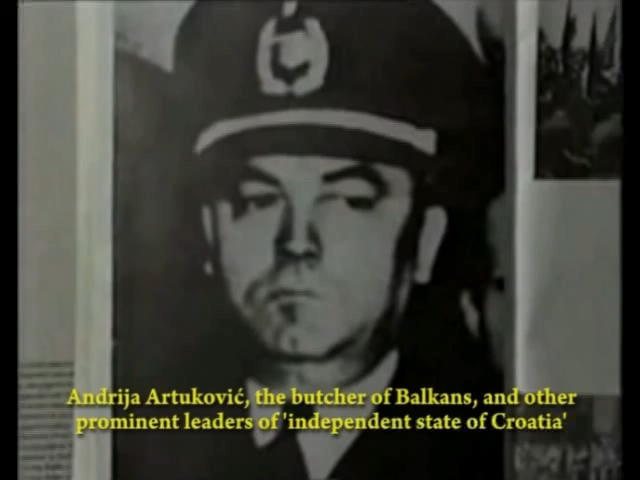 Andrija Artuković, the butcher of Balkans, and other
prominent leaders of 'independent state of Croatia'